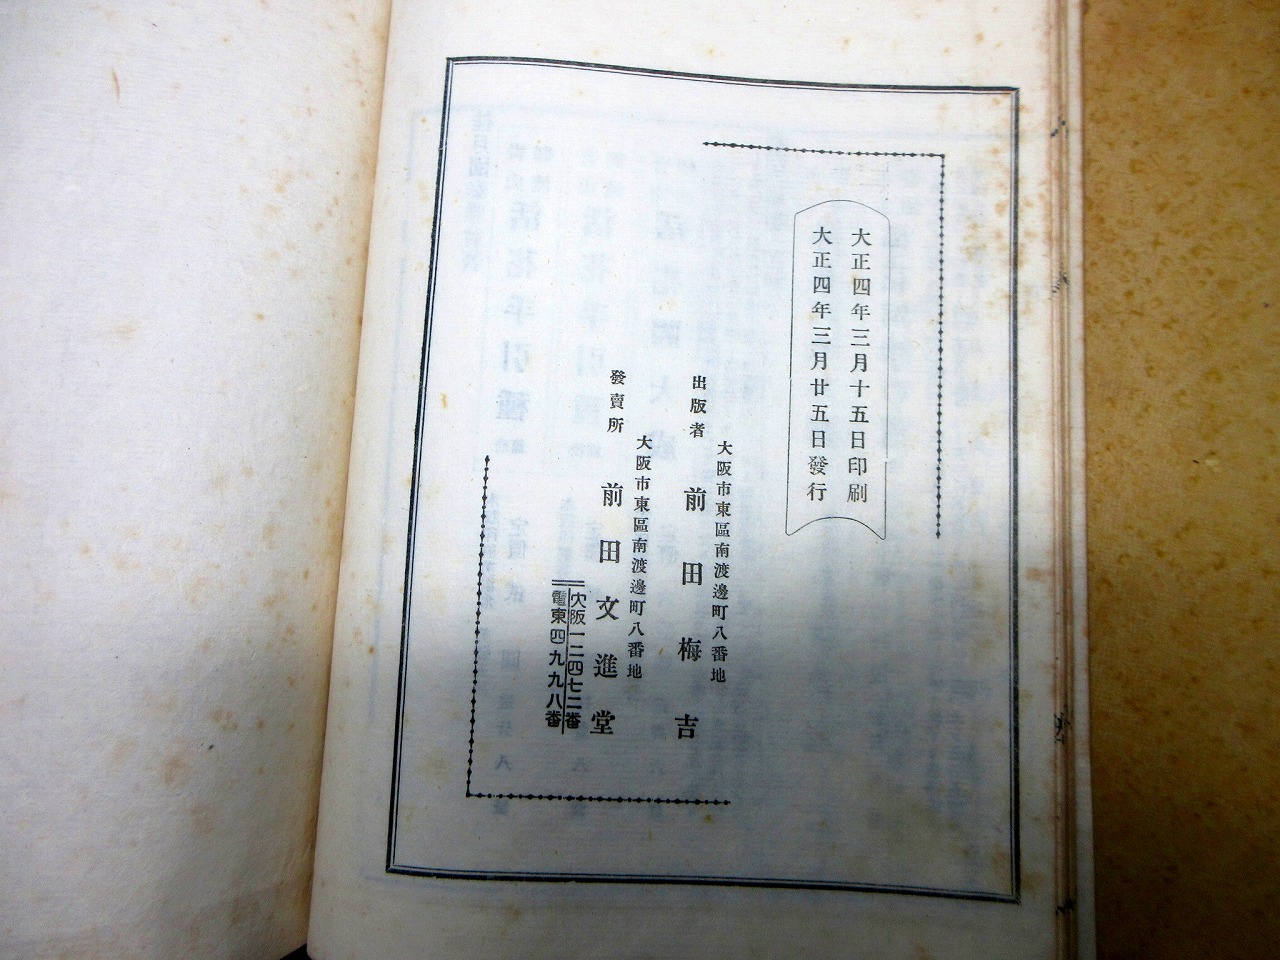 大正四年三月十五日印刷
大正四年三月廿五日發行
大阪市東區南渡邊町八番地
出版者 前田梅吉
大阪市東區南渡邊町八番地
發賣所 前田文進堂
穴阪一二四七二番
電東四九九八番